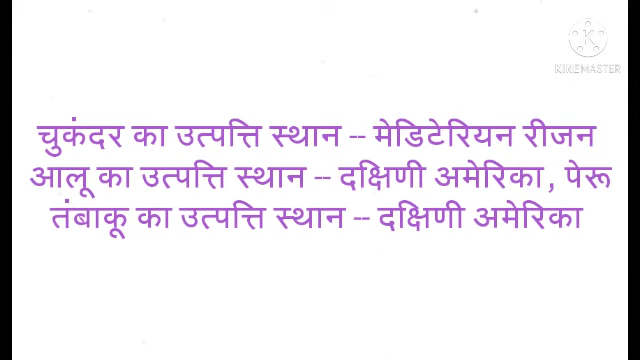 KINEMASTER
चुकंदर का उत्पत्ति स्थान -- मेडिटेरियन रीजन
आलू का उत्पत्ति स्थान -- दक्षिणी अमेरिका, पेरू
तंबाकू का उत्पत्ति स्थान -- दक्षिणी अमेरिका